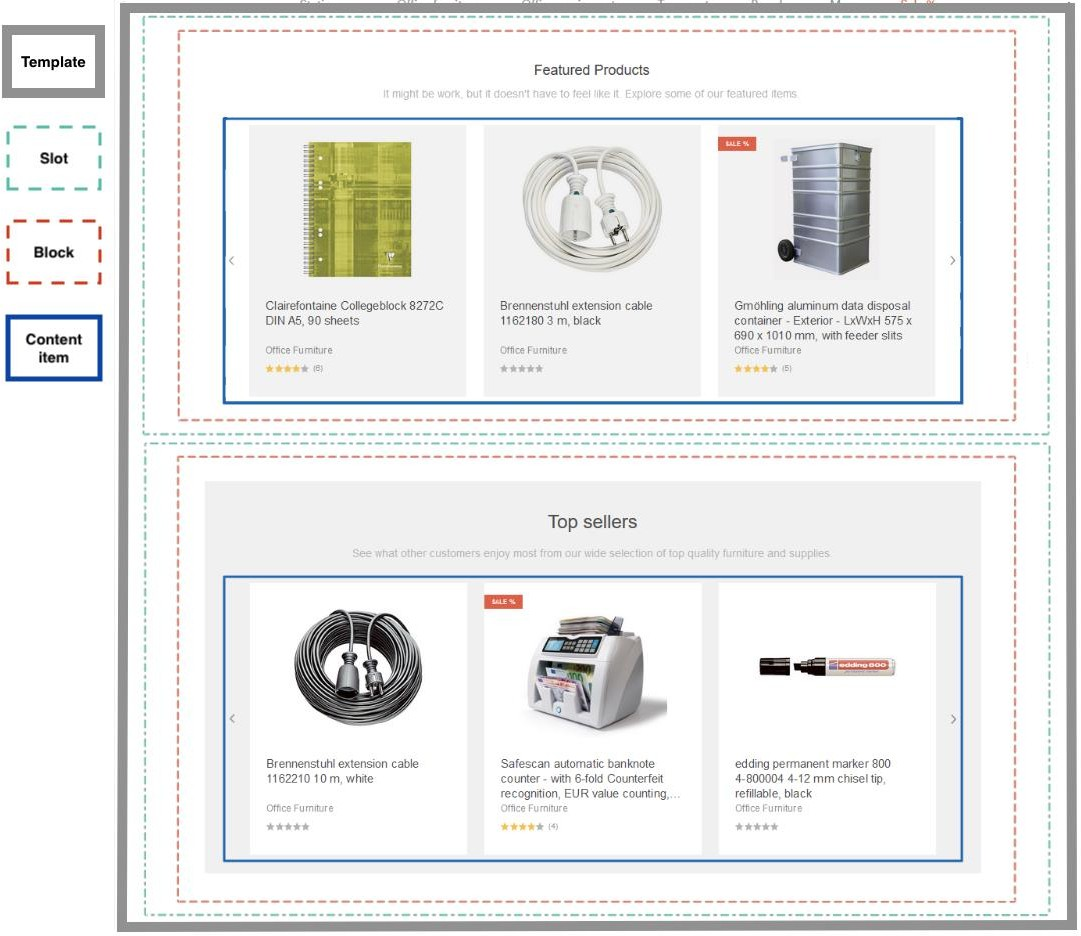 Template
Slot
Block
Content
item
Featured Products
It might be work, but it doesn't have to feel like it. Explore some of our featured items.
SALE %
Clairefontaine Collegeblock 8272C
DIN A5, 90 sheets
Office Furniture
(6)
Brennenstuhl extension cable
1162180 3 m, black
Office Furniture
Gmöhling aluminum data disposal
container - Exterior - LxWxH 575 x
690 x 1010 mm, with feeder slits
Office Furniture
(5)
Top sellers
See what other customers enjoy most from our wide selection of top quality furniture and supplies.
SALE %
edding 800
Brennenstuhl extension cable
1162210 10 m, white
Office Furniture
Safescan automatic banknote
counter - with 6-fold Counterfeit
recognition, EUR value counting,...
Office Furniture
(4)
edding permanent marker 800
4-800004 4-12 mm chisel tip,
refillable, black
Office Furniture